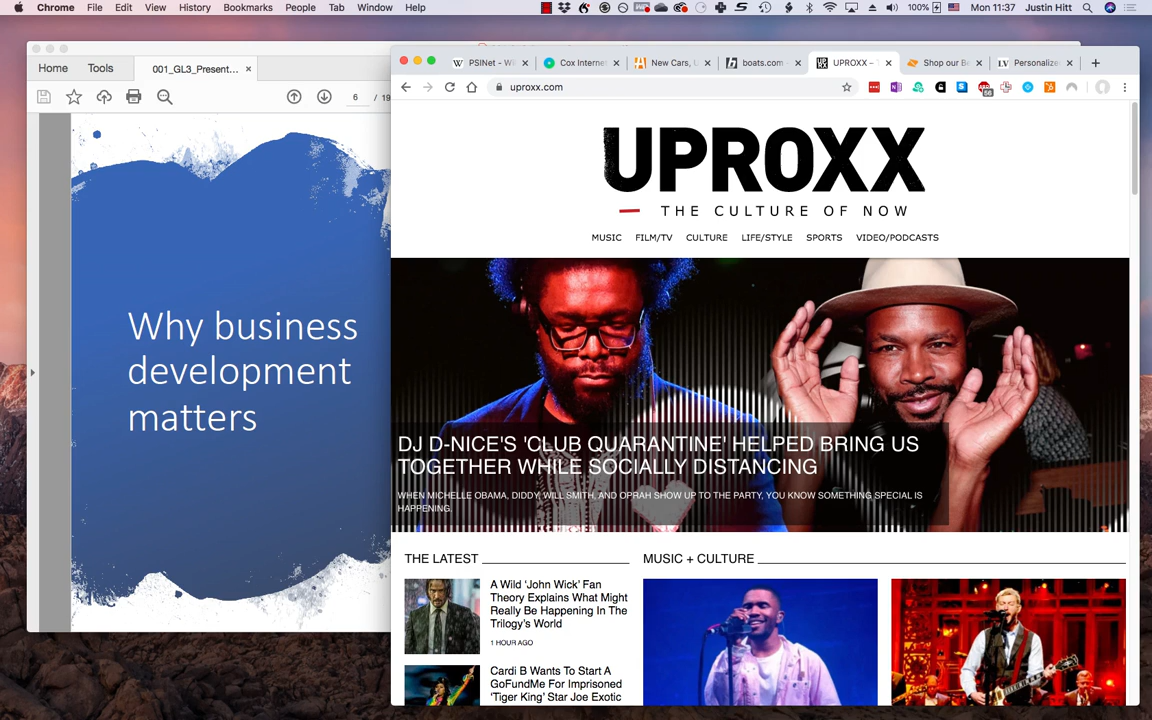 Chrome File Edit View History Bookmarks People Tab Window Help 100% Mon 11:37 Justin Hitt
Home Tools 001_GL3_Present... ×
6 / 19
Why business
development
matters
PSINet - Wi × Cox Internet × New Cars, U × boats.com - × UPROXX - T × Shop our Be × Personalize ×
uproxx.com
56
UPROXX
THE CULTURE OF NOW
MUSIC FILM/TV CULTURE LIFE/STYLE SPORTS VIDEO/PODCASTS
DJ D-NICE'S 'CLUB QUARANTINE' HELPED BRING US
TOGETHER WHILE SOCIALLY DISTANCING
WHEN MICHELLE OBAMA, DIDDY, WILL SMITH, AND OPRAH SHOW UP TO THE PARTY, YOU KNOW SOMETHING SPECIAL IS
HAPPENING.
THE LATEST
A Wild ‘John Wick’ Fan
Theory Explains What Might
Really Be Happening In The
Trilogy’s World
1 HOUR AGO
Cardi B Wants To Start A
GoFundMe For Imprisoned
‘Tiger King’ Star Joe Exotic
MUSIC + CULTURE